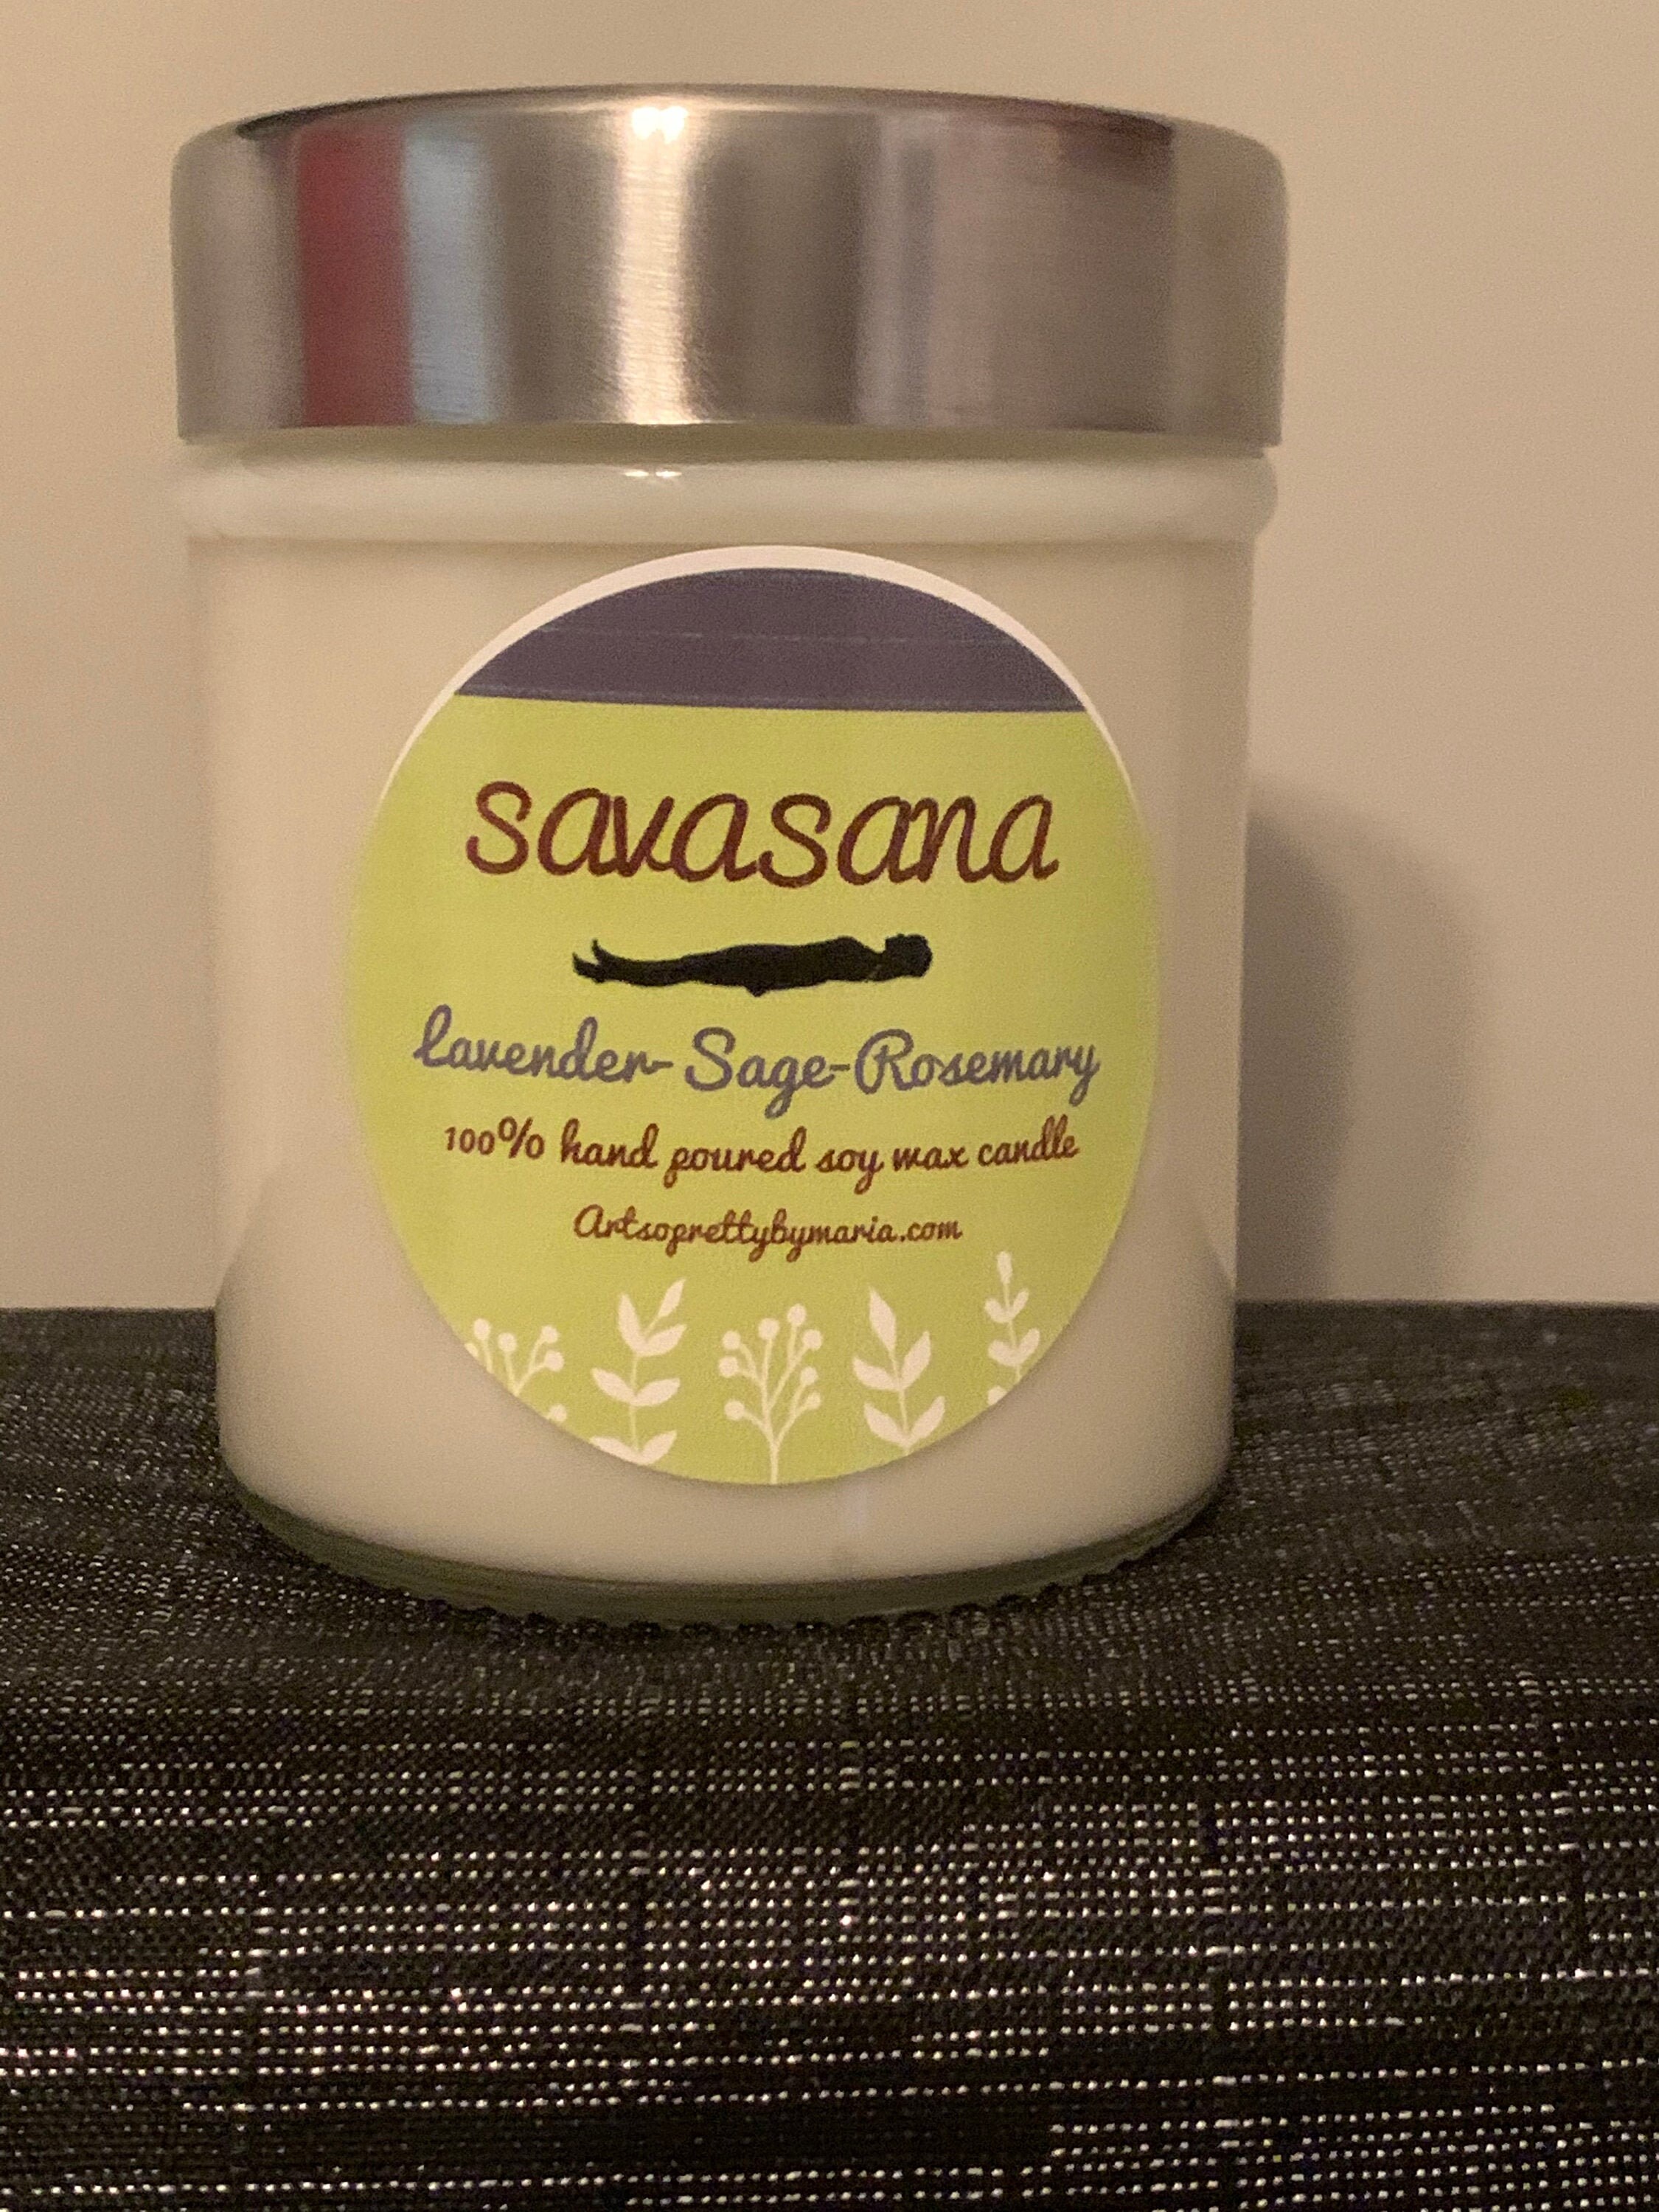 savasana
lavender-Sage-Rosemary
100% hand poured soy wax candle
Artsoprettybymaria.com